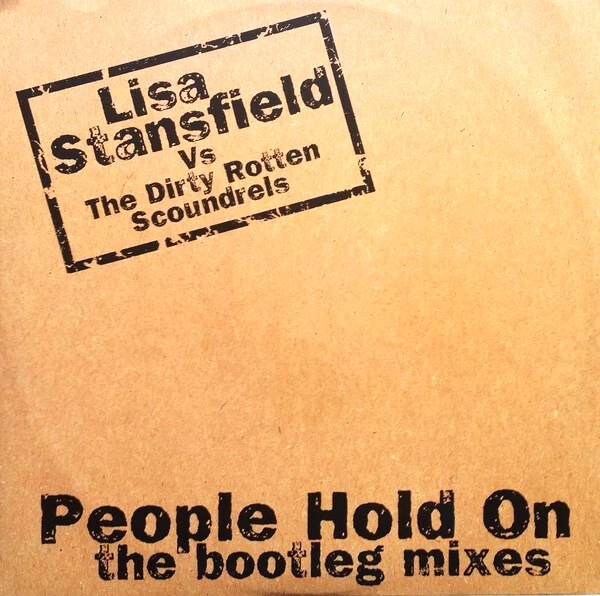 Lisa
Stansfield
Vs
The Dirty Rotten
Scoundrels
People Hold On
the bootleg mixes